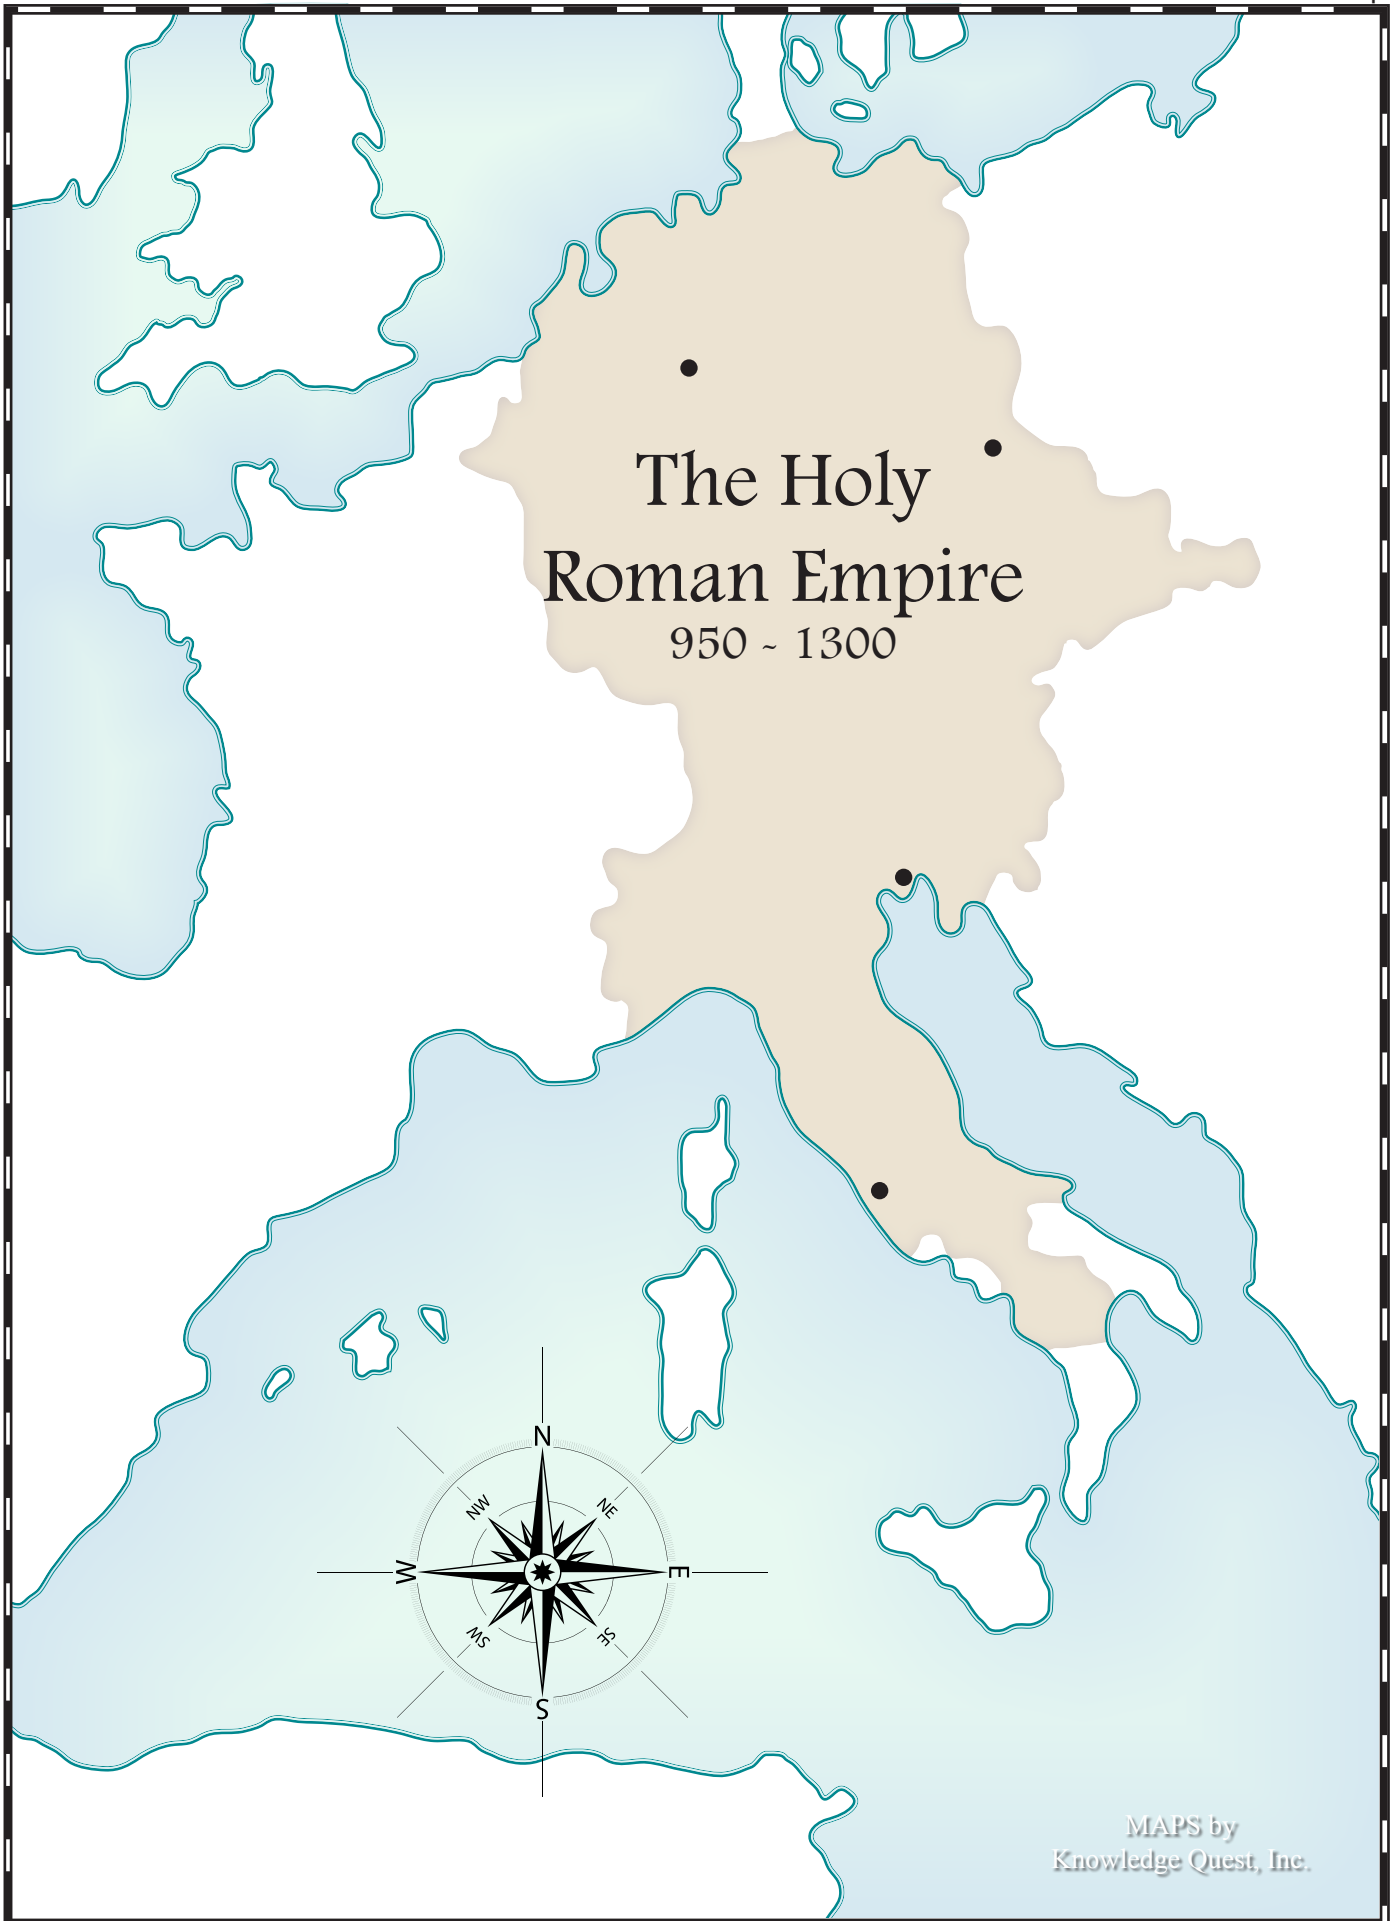 The Holy
Roman Empire
950 ~ 1300
N
NW
NE
W
E
SW
SE
S
MAPS by
Knowledge Quest, Inc.